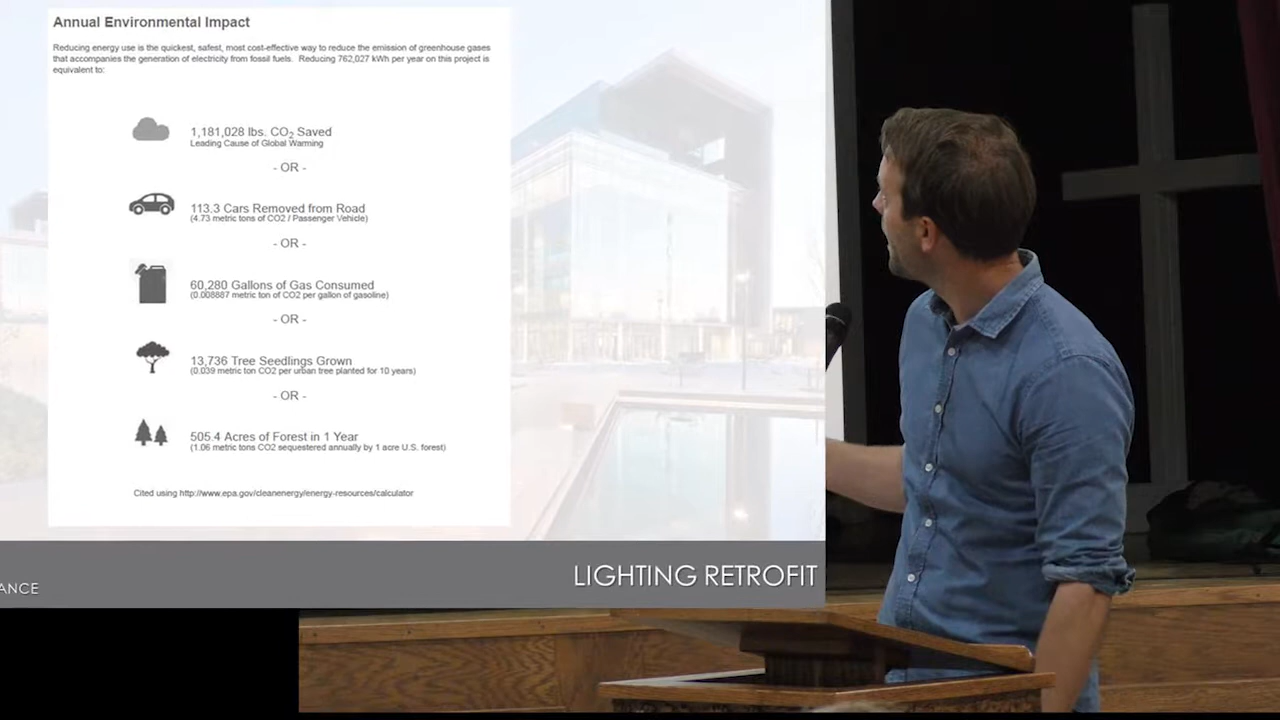 Annual Environmental Impact
Reducing energy use is the quickest, safest, most cost-effective way to reduce the emission of greenhouse gases
that accompanies the generation of electricity from fossil fuels. Reducing 762,027 kWh per year on this project is
equivalent to:
1,181,028 lbs. CO2 Saved
Leading Cause of Global Warming
- OR -
113.3 Cars Removed from Road
(4.73 metric tons of CO2 / Passenger Vehicle)
- OR -
60,280 Gallons of Gas Consumed
(0.008887 metric ton of CO2 per gallon of gasoline)
- OR -
13,736 Tree Seedlings Grown
(0.039 metric ton CO2 per urban tree planted for 10 years)
- OR -
505.4 Acres of Forest in 1 Year
(1.06 metric tons CO2 sequestered annually by 1 acre U.S. forest)
Cited using http://www.epa.gov/cleanenergy/energy-resources/calculator
LIGHTING RETROFIT
ANCE